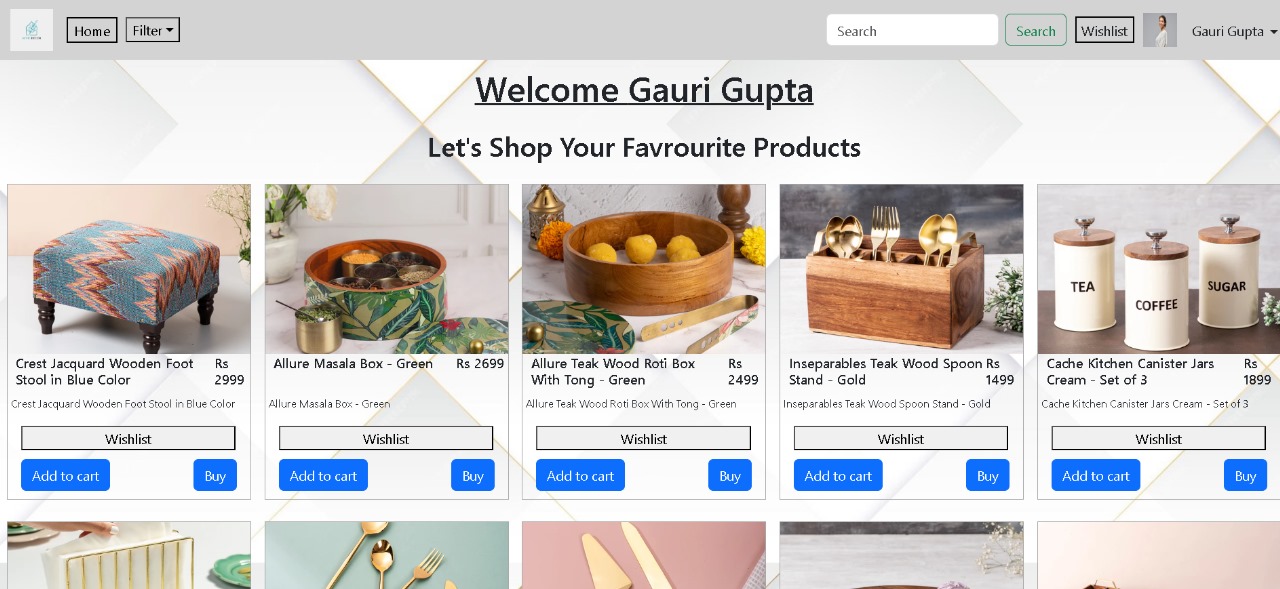 Home Filter Search Search Wishlist Gauri Gupta
Welcome Gauri Gupta
Let's Shop Your Favrourite Products
TEA
COFFEE
SUGAR
Crest Jacquard Wooden Foot Stool in Blue Color
Rs 2999
Crest Jacquard Wooden Foot Stool in Blue Color
Wishlist
Add to cart Buy
Allure Masala Box - Green
Rs 2699
Allure Masala Box - Green
Wishlist
Add to cart Buy
Allure Teak Wood Roti Box
With Tong - Green
Rs 2499
Allure Teak Wood Roti Box With Tong - Green
Wishlist
Add to cart Buy
Inseparables Teak Wood Spoon
Stand - Gold
Rs 1499
Inseparables Teak Wood Spoon Stand - Gold
Wishlist
Add to cart Buy
Cache Kitchen Canister Jars
Cream - Set of 3
Rs 1899
Cache Kitchen Canister Jars Cream - Set of 3
Wishlist
Add to cart Buy